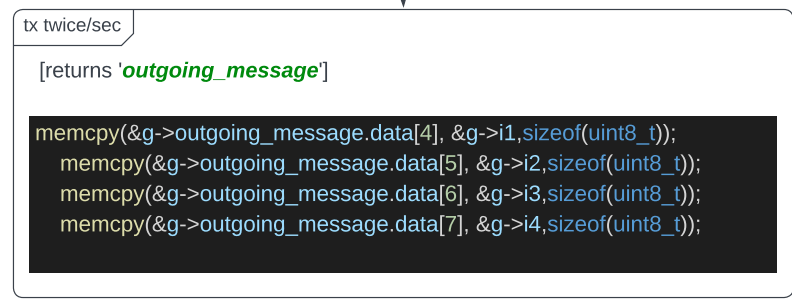 tx twice/sec
[returns 'outgoing_message']
memcpy(&g->outgoing_message.data[4], &g->i1,sizeof(uint8_t));
memcpy(&g->outgoing_message.data[5], &g->i2,sizeof(uint8_t));
memcpy(&g->outgoing_message.data[6], &g->i3,sizeof(uint8_t));
memcpy(&g->outgoing_message.data[7], &g->i4,sizeof(uint8_t));